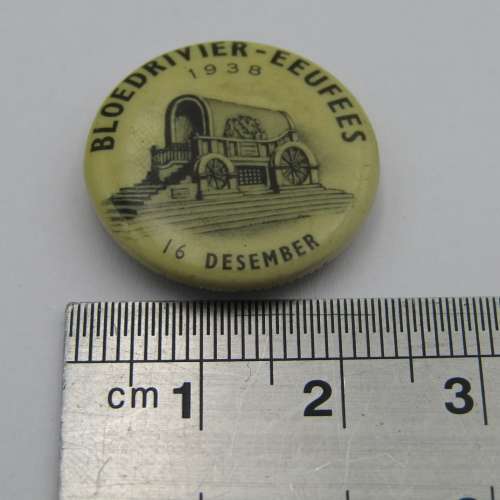 BLOEDRIVIER-EEUFEES
1938
16 DESEMBER
cm 1 2 3